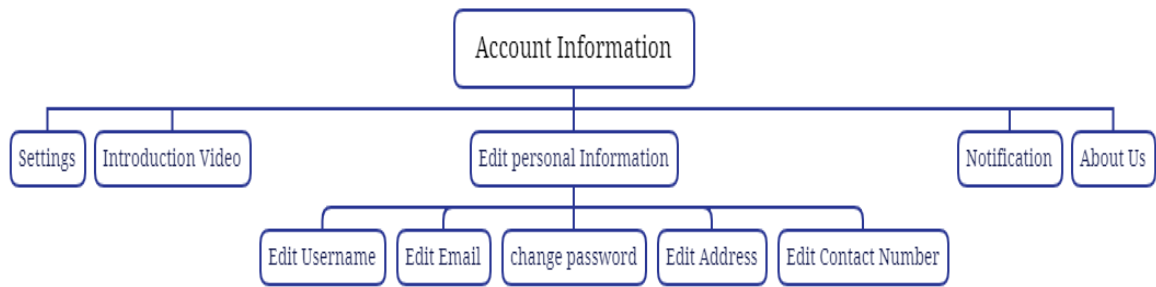 Account Information
Settings
Introduction Video
Edit personal Information
Notification
About Us
Edit Username
Edit Email
change password
Edit Address
Edit Contact Number